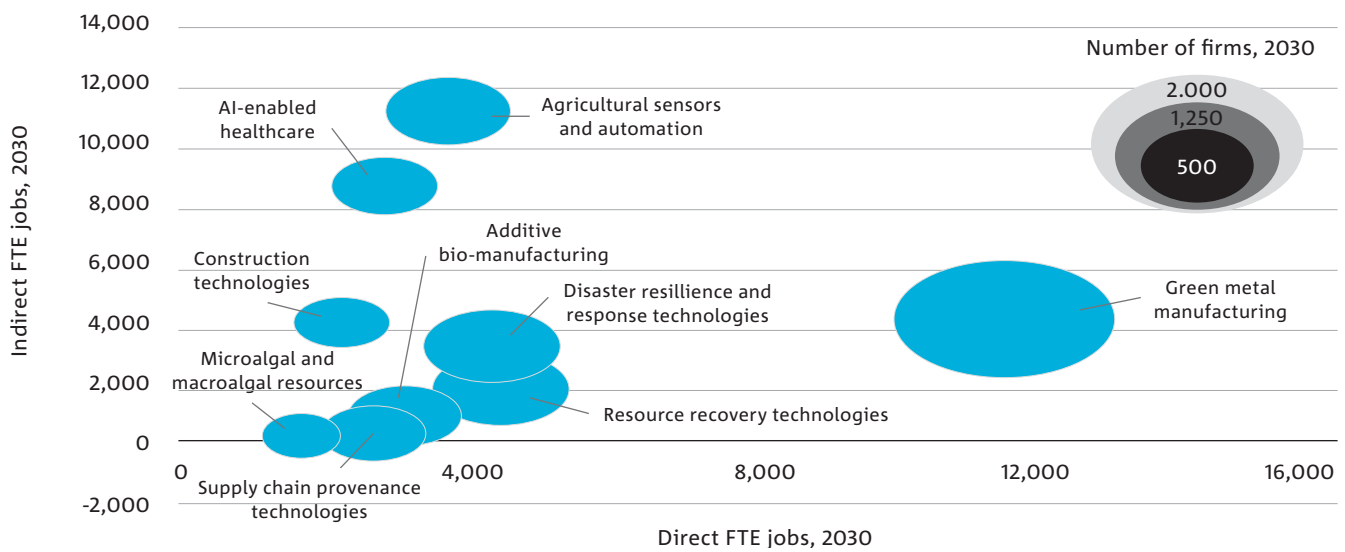 14,000
12,000
10,000
8,000
6,000
4,000
2,000
0
-2,000
Indirect FTE jobs, 2030
0
4,000
8,000
12,000
16,000
Direct FTE jobs, 2030
Number of firms, 2030
2.000
1,250
500
AI-enabled
healthcare
Agricultural sensors
and automation
Additive
bio-manufacturing
Construction
technologies
Disaster resillience and
response technologies
Green metal
manufacturing
Microalgal and
macroalgal resources
Resource recovery technologies
Supply chain provenance
technologies